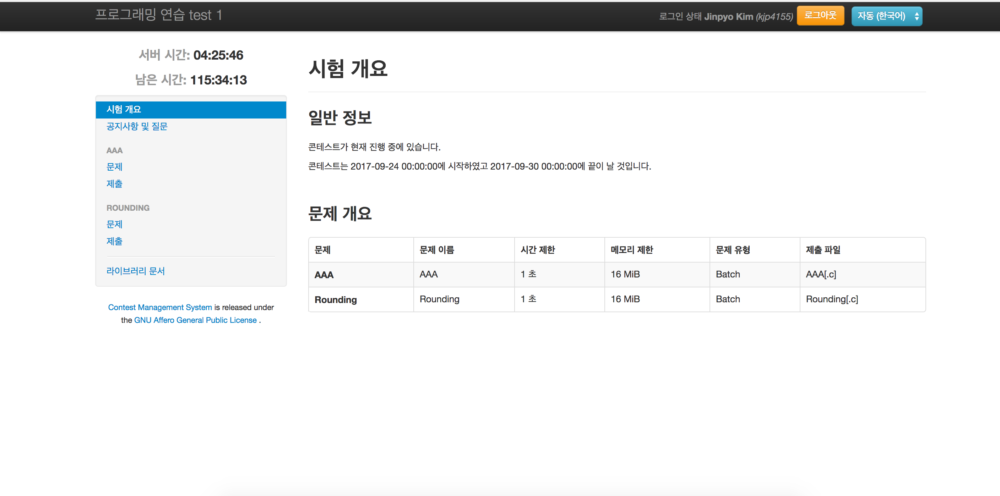 프로그래밍 연습 test 1
로그인 상태 Jinpyo Kim (kjp4155) 로그아웃 자동 (한국어)
서버 시간: 04:25:46
남은 시간: 115:34:13
시험 개요
공지사항 및 질문
AAA
문제
제출
ROUNDING
문제
제출
라이브러리 문서
Contest Management System is released under
the GNU Affero General Public License .
시험 개요
일반 정보
콘테스트가 현재 진행 중에 있습니다.
콘테스트는 2017-09-24 00:00:00에 시작하였고 2017-09-30 00:00:00에 끝이 날 것입니다.
문제 개요
문제 문제 이름 시간 제한 메모리 제한 문제 유형 제출 파일
AAA AAA 1 초 16 MiB Batch AAA[.c]
Rounding Rounding 1 초 16 MiB Batch Rounding[.c]